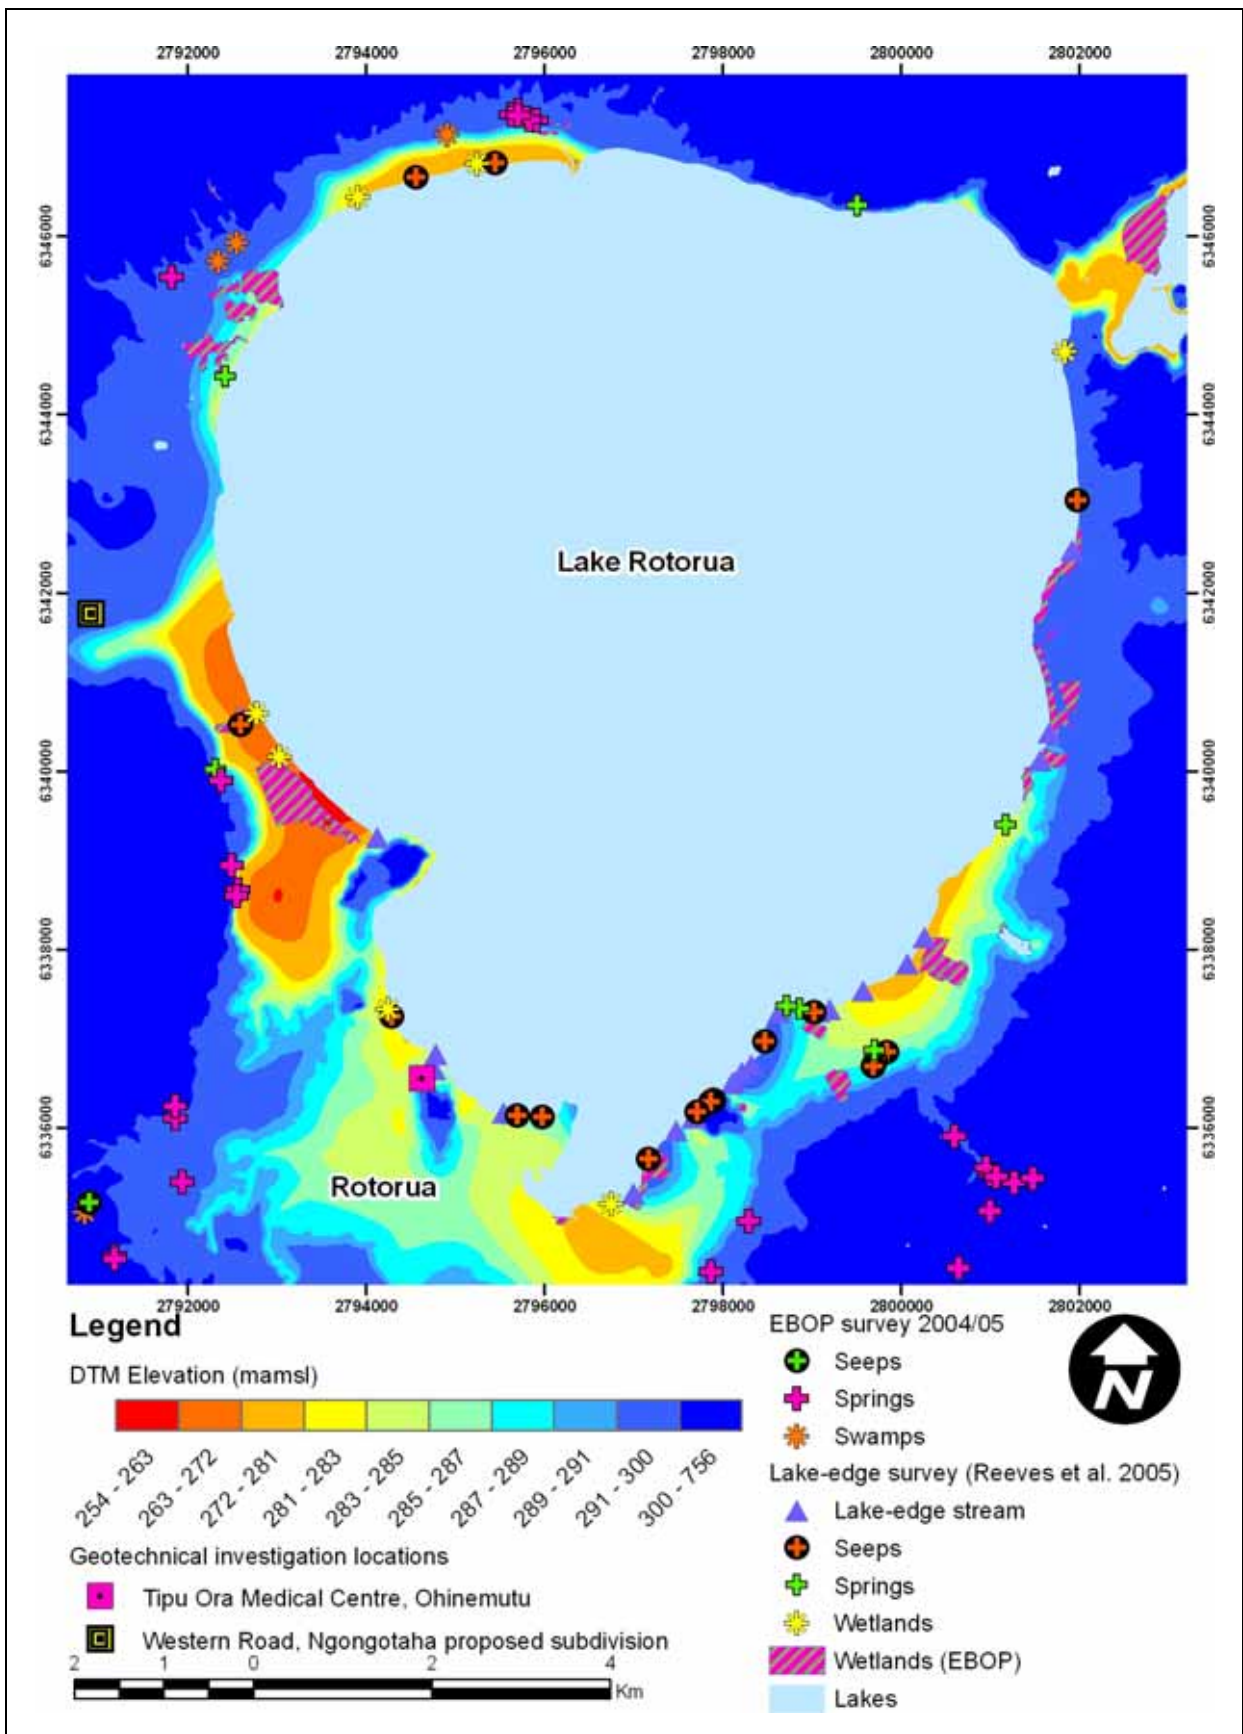 2792000 2794000 2796000 2798000 2800000 2802000
6346000 6346000
6344000 6344000
Lake Rotorua
6342000 6342000
6340000 6340000
6338000 6338000
6336000 6336000
Rotorua
2792000 2794000 2796000 2798000 2800000 2802000
Legend
DTM Elevation (mamsl)
254 - 263
263 - 272
272 - 281
281 - 283
283 - 285
285 - 287
287 - 289
289 - 291
291 - 300
300 - 756
Geotechnical investigation locations
Tipu Ora Medical Centre, Ohinemutu
Western Road, Ngongotaha proposed subdivision
2 1 0 2 4
Km
EBOP survey 2004/05
Seeps
Springs
Swamps
Lake-edge survey (Reeves et al. 2005)
Lake-edge stream
Seeps
Springs
Wetlands
Wetlands (EBOP)
Lakes
N